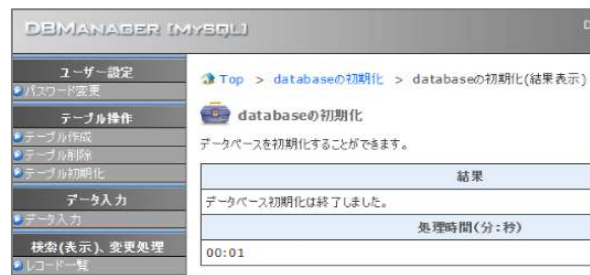 DBMANAGER [MYSQL]
ユーザー設定
パスワード変更
テーブル操作
テーブル作成
テーブル削除
テーブル初期化
データ入力
データ入力
検索(表示)、変更処理
レコード一覧
Top > databaseの初期化 > databaseの初期化(結果表示)
databaseの初期化
データベースを初期化することができます。
結果
データベース初期化は終了しました。
処理時間(分:秒)
00:01